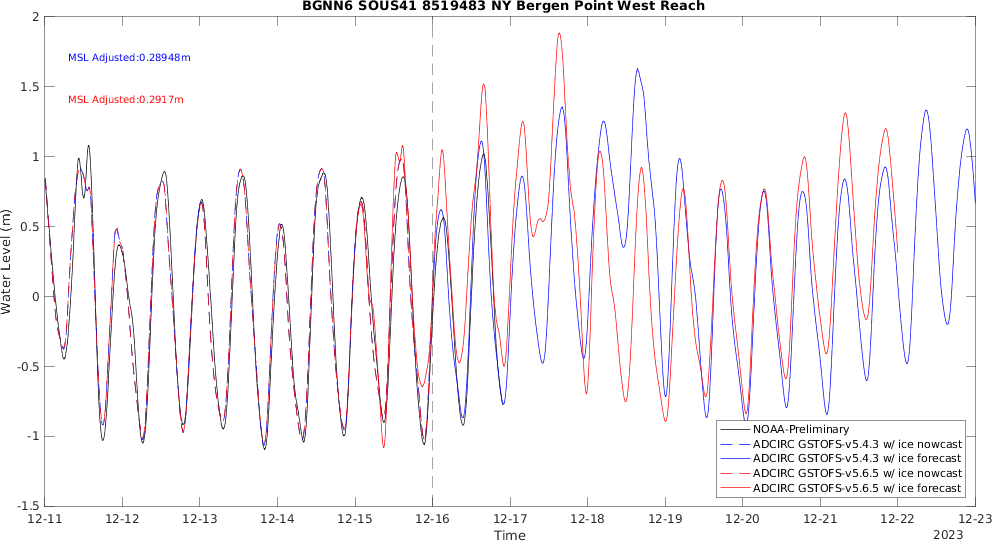 BGNN6 SOUS41 8519483 NY Bergen Point West Reach
2
1.5
1
0.5
0
-0.5
-1
-1.5
Water Level (m)
MSL Adjusted:0.28948m
MSL Adjusted:0.2917m
NOAA-Preliminary
ADCIRC GSTOFS-v5.4.3 w/ ice nowcast
ADCIRC GSTOFS-v5.4.3 w/ ice forecast
ADCIRC GSTOFS-v5.6.5 w/ ice nowcast
ADCIRC GSTOFS-v5.6.5 w/ ice forecast
12-11 12-12 12-13 12-14 12-15 12-16 12-17 12-18 12-19 12-20 12-21 12-22 12-23
Time
2023